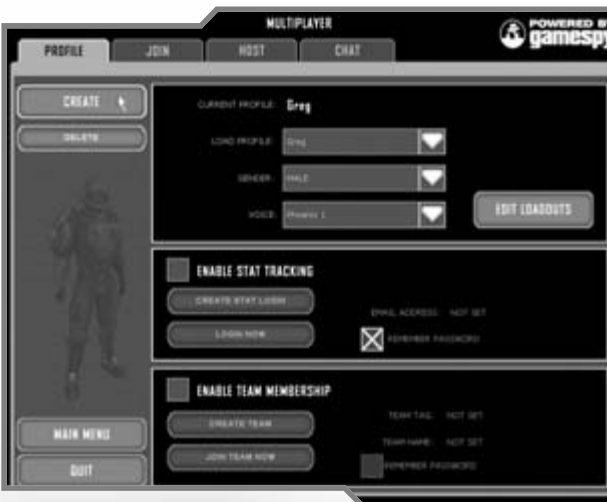 MULTIPLAYER
POWERED BY
gamespy
PROFILE JOIN HOST CHAT
CREATE
DELETE
CURRENT PROFILE: Greg
LOAD PROFILE: Greg
GENDER: MALE
VOICE: Phoenix 1
EDIT LOADOUTS
ENABLE STAT TRACKING
CREATE STAT LOGIN
EMAIL ADDRESS: NOT SET
LOGIN NOW
REMEMBER PASSWORD
ENABLE TEAM MEMBERSHIP
CREATE TEAM
TEAM TAG: NOT SET
TEAM NAME: NOT SET
JOIN TEAM NOW
REMEMBER PASSWORD
MAIN MENU
QUIT